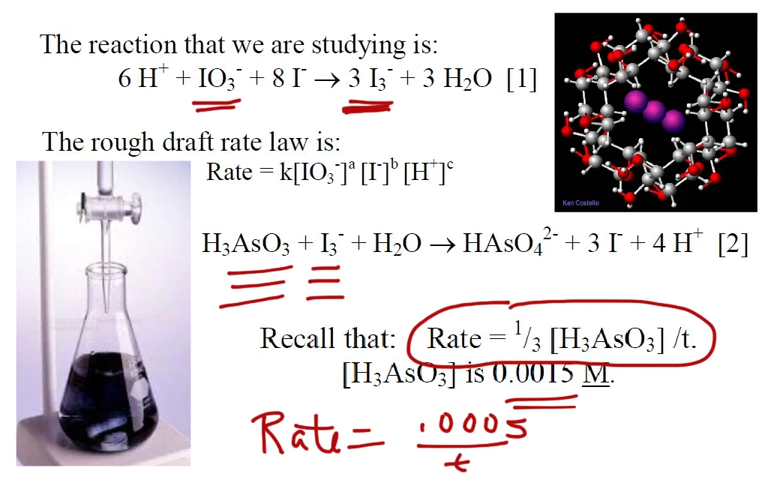 The reaction that we are studying is:
6 H⁺ + IO₃⁻ + 8 I⁻ → 3 I₃⁻ + 3 H₂O [1]
Ken Costello
The rough draft rate law is:
Rate = k[IO₃⁻]ᵃ [I⁻]ᵇ [H⁺]ᶜ
H₃AsO₃ + I₃⁻ + H₂O → HAsO₄²⁻ + 3 I⁻ + 4 H⁺ [2]
Recall that: Rate = ¹/₃ [H₃AsO₃] /t.
[H₃AsO₃] is 0.0015 M.
Rate = .0005 / t